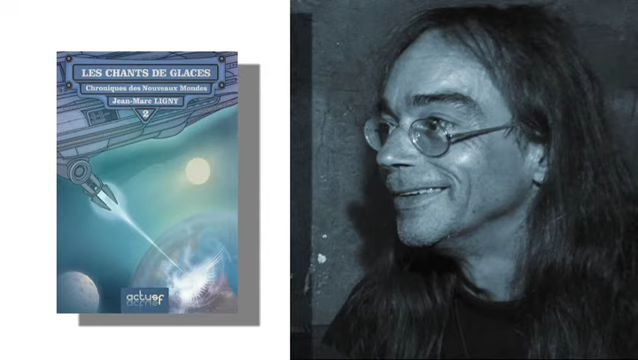 LES CHANTS DE GLACES
Chroniques des Nouveaux Mondes
Jean-Marc LIGNY
2
actusf